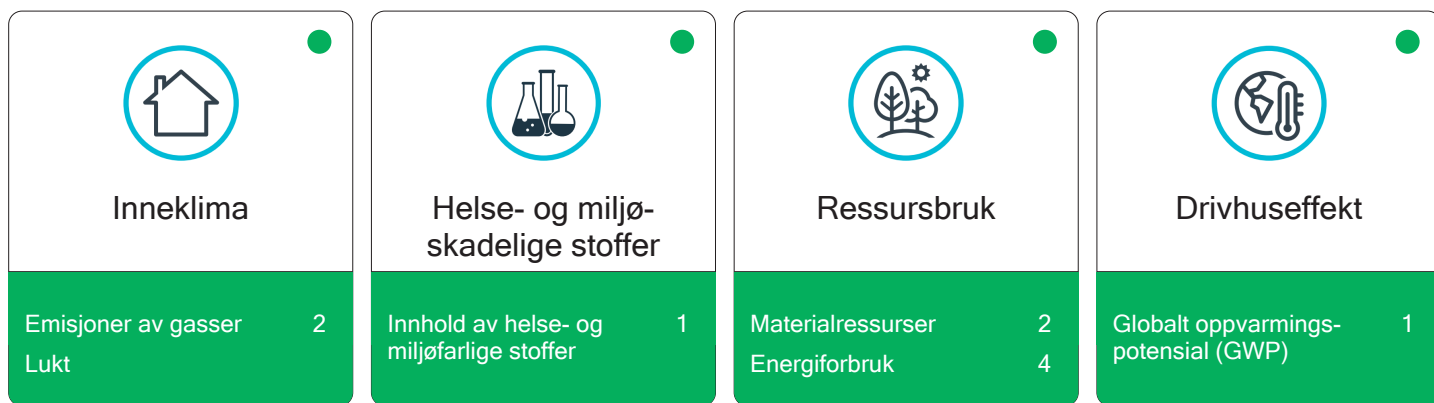 Inneklima
Emisjoner av gasser 2
Lukt
Helse- og miljø-
skadelige stoffer
Innhold av helse- og 1
miljøfarlige stoffer
Ressursbruk
Materialressurser 2
Energiforbruk 4
Drivhuseffekt
Globalt oppvarmings- 1
potensial (GWP)